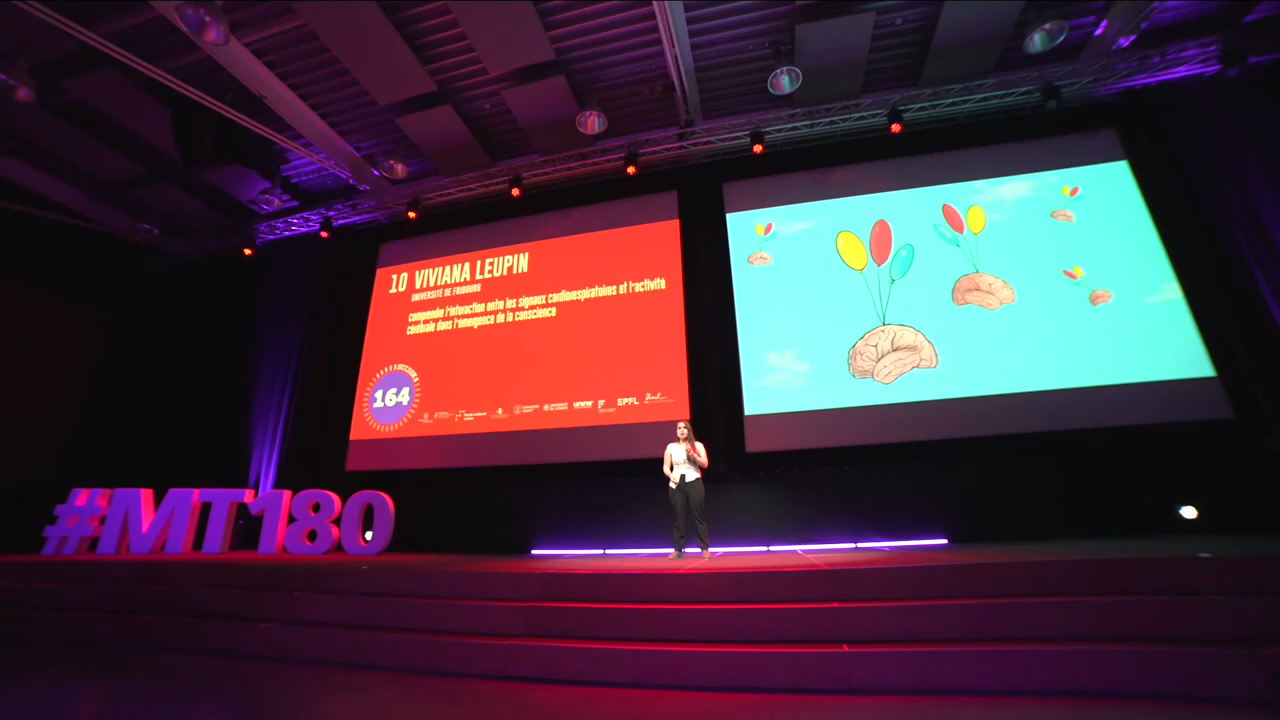 10 VIVIANA LEUPIN
UNIVERSITÉ DE FRIBOURG
comprendre l'interaction entre les signaux cardiorespiratoires et l'activité
cérébrale dans l'émergence de la conscience
164
unine
EPFL
#MT180